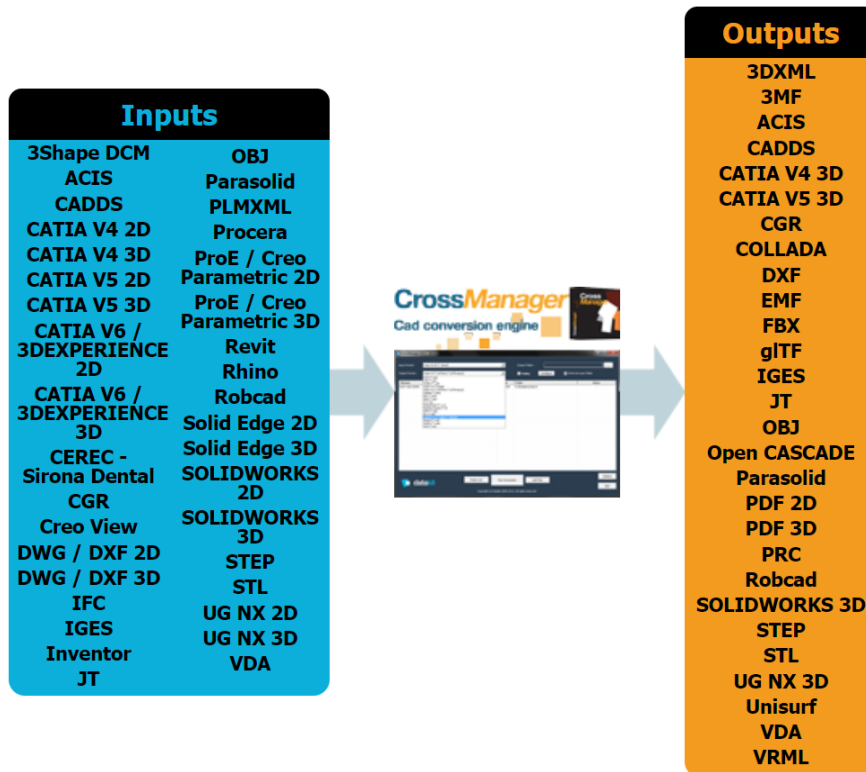 Inputs
3Shape DCM
ACIS
CADDS
CATIA V4 2D
CATIA V4 3D
CATIA V5 2D
CATIA V5 3D
CATIA V6 /
3DEXPERIENCE
2D
CATIA V6 /
3DEXPERIENCE
3D
CEREC -
Sirona Dental
CGR
Creo View
DWG / DXF 2D
DWG / DXF 3D
IFC
IGES
Inventor
JT
OBJ
Parasolid
PLMXML
Procera
ProE / Creo
Parametric 2D
ProE / Creo
Parametric 3D
Revit
Rhino
Robcad
Solid Edge 2D
Solid Edge 3D
SOLIDWORKS
2D
SOLIDWORKS
3D
STEP
STL
UG NX 2D
UG NX 3D
VDA
CrossManager
Cad conversion engine
Outputs
3DXML
3MF
ACIS
CADDS
CATIA V4 3D
CATIA V5 3D
CGR
COLLADA
DXF
EMF
FBX
glTF
IGES
JT
OBJ
Open CASCADE
Parasolid
PDF 2D
PDF 3D
PRC
Robcad
SOLIDWORKS 3D
STEP
STL
UG NX 3D
Unisurf
VDA
VRML